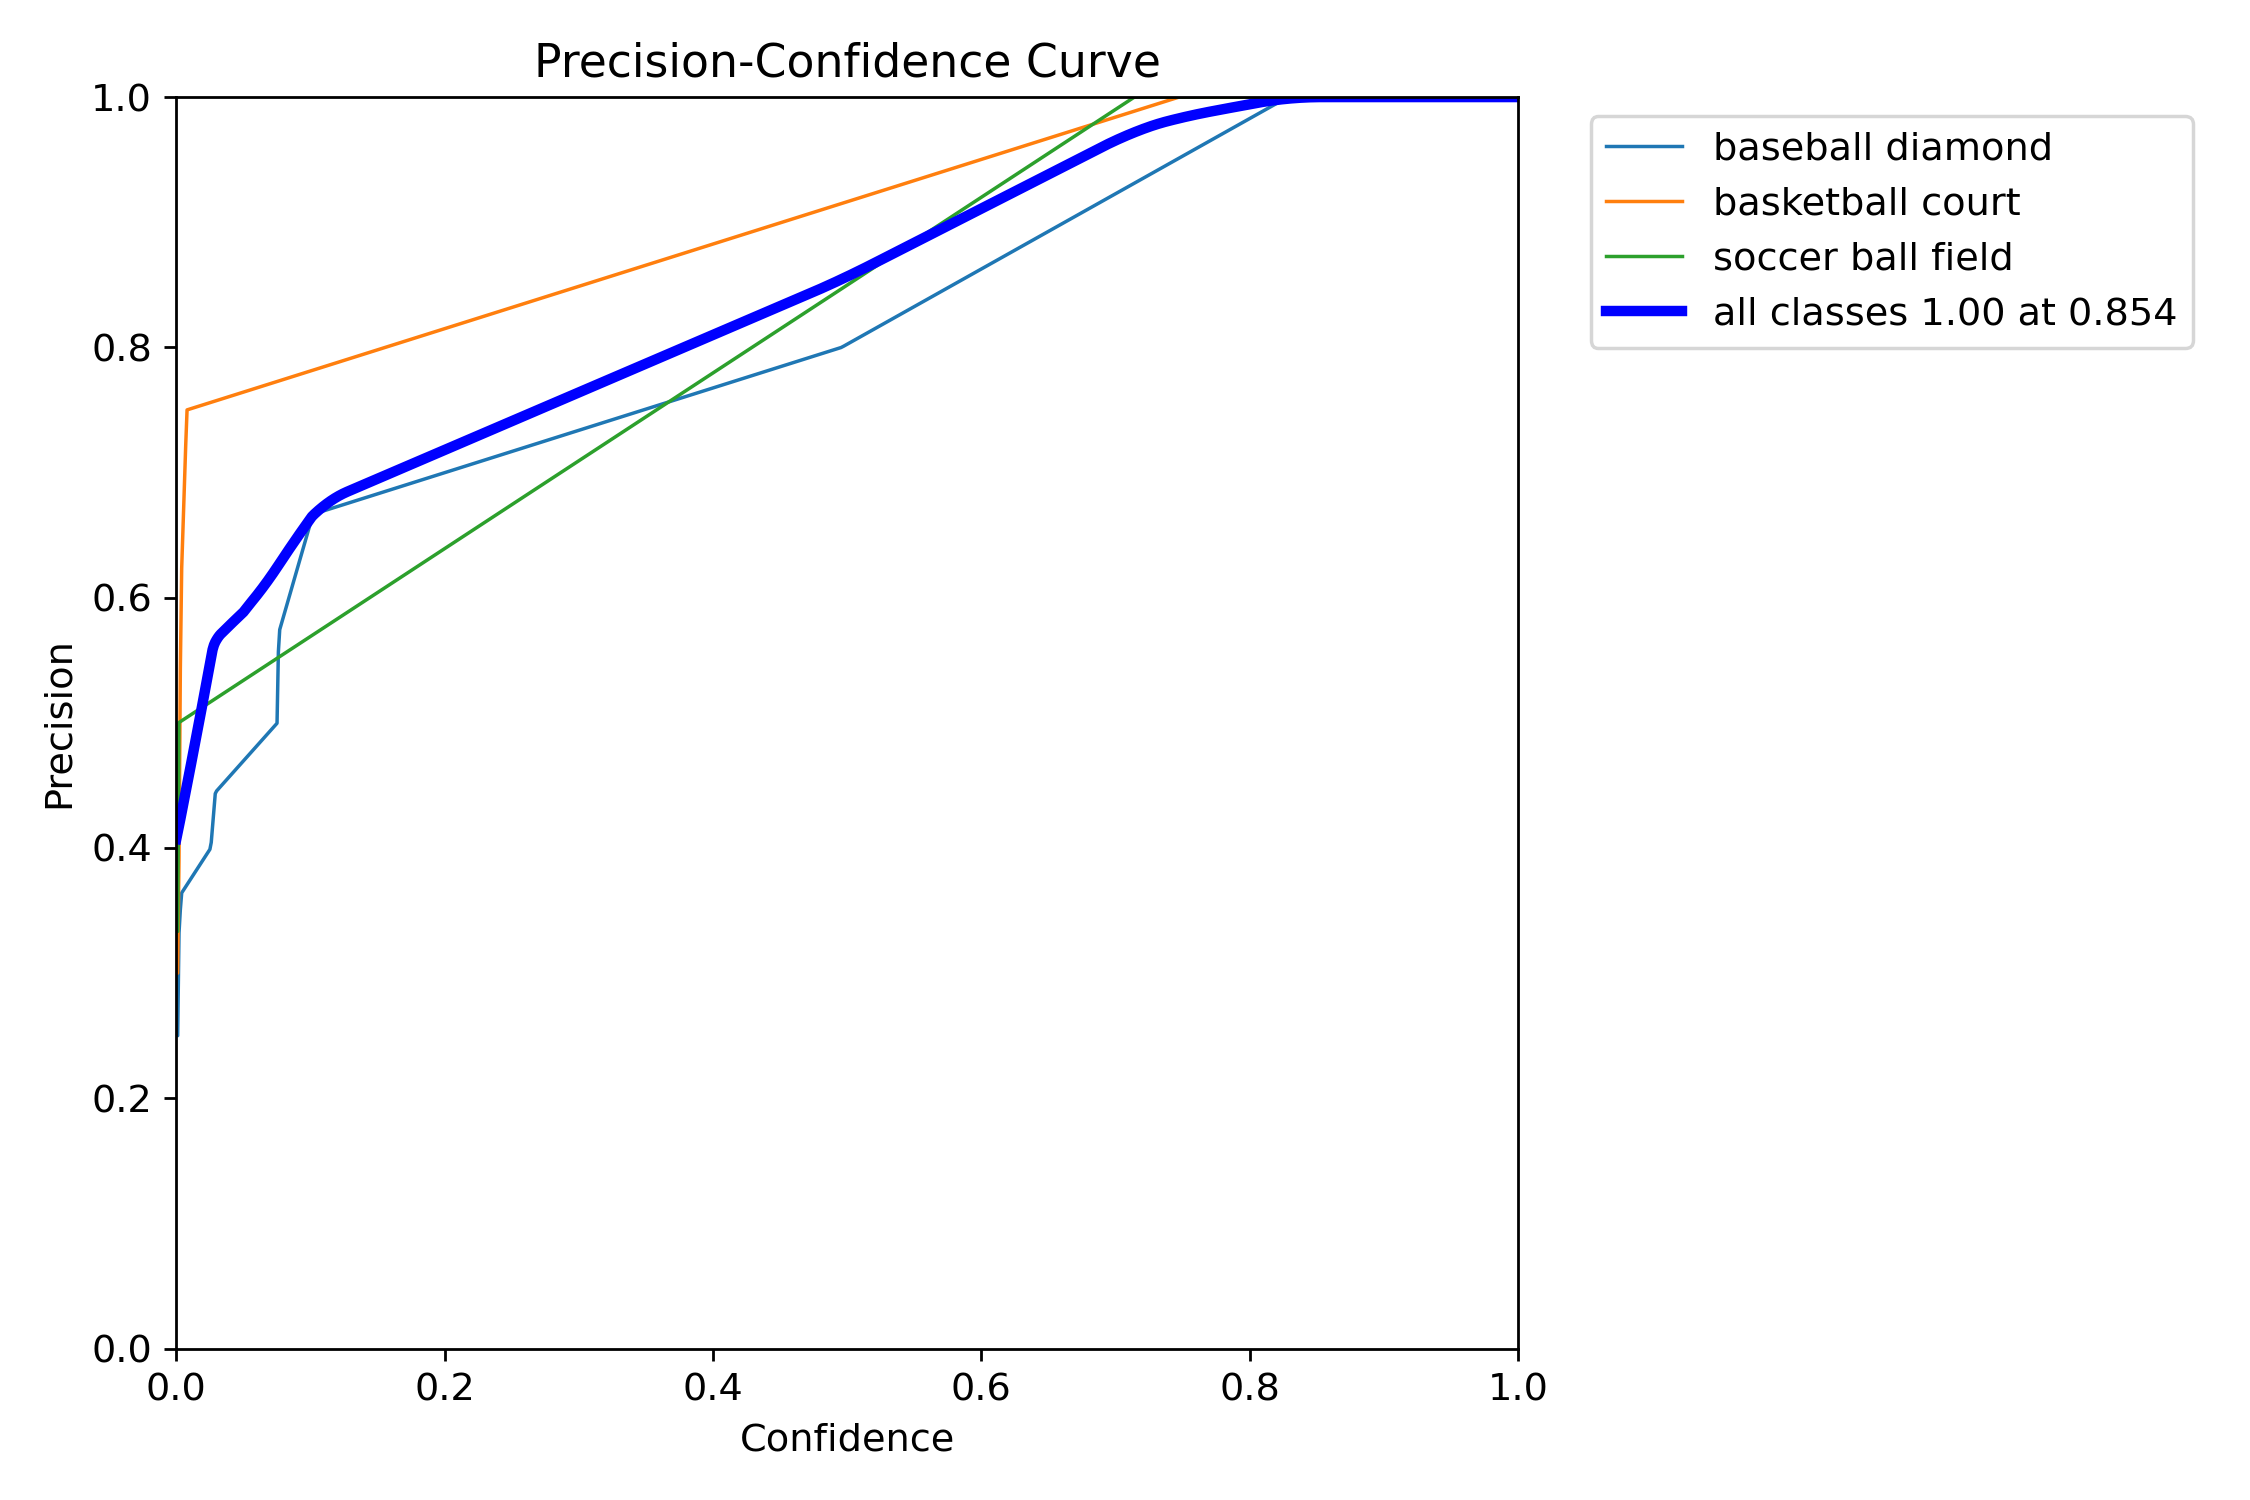 Precision-Confidence Curve
1.0
0.8
0.6
0.4
0.2
0.0
Precision
0.0 0.2 0.4 0.6 0.8 1.0
Confidence
baseball diamond
basketball court
soccer ball field
all classes 1.00 at 0.854